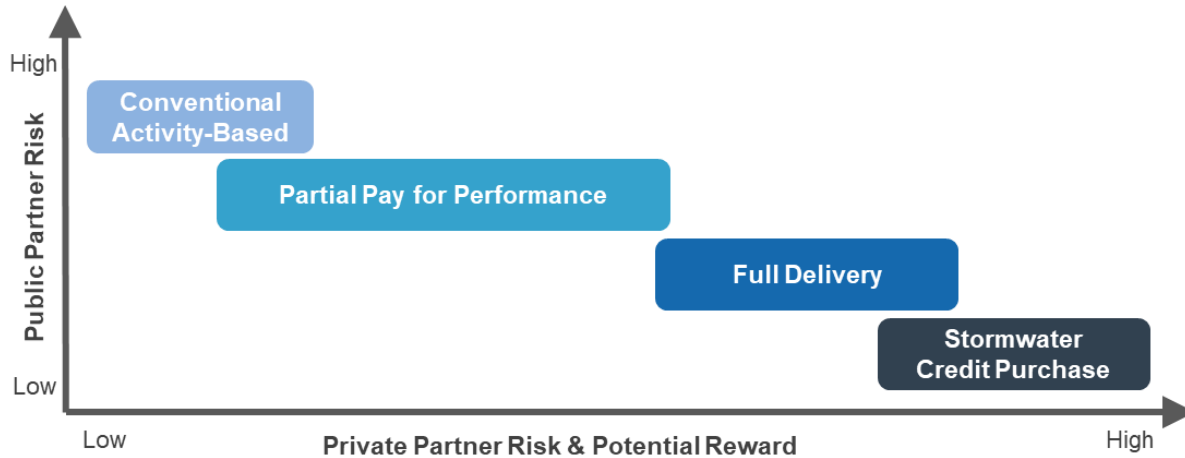 High
Conventional
Activity-Based
Partial Pay for Performance
Public Partner Risk
Full Delivery
Stormwater
Credit Purchase
Low
Low
Private Partner Risk & Potential Reward
High